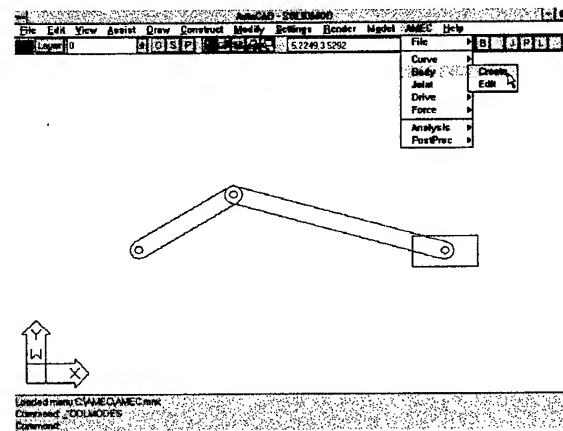 AutoCAD - SOLIDMOD
File Edit View Assist Draw Construct Modify Settings Render Model AMEC Help
Layer 0 O S P 5.2249,3.5292 B J P L
File
Curve
Body
Joint
Drive
Force
Analysis
PostProc
Create
Edit
Y
W
X
Loaded menu C:\AMEC\AMEC.mnx
Command: 'DDLMODES
Command: